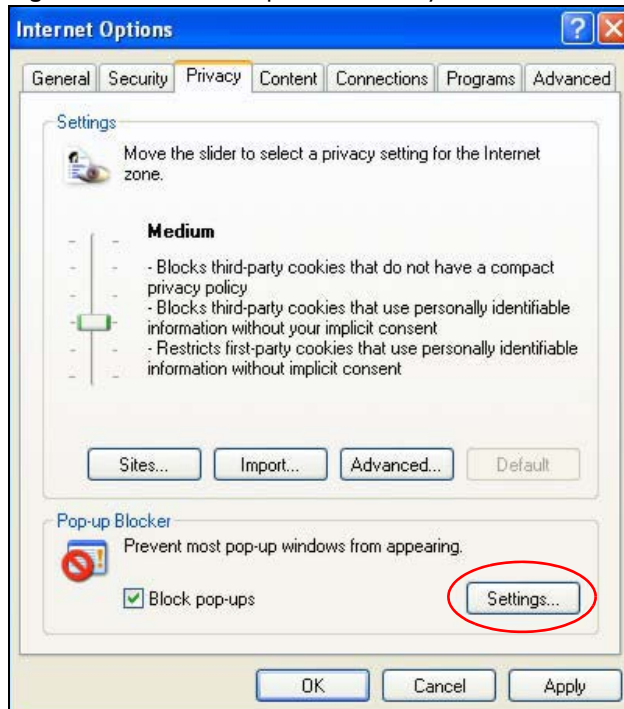 Internet Options
General Security Privacy Content Connections Programs Advanced
Settings
Move the slider to select a privacy setting for the Internet
zone.
Medium
- Blocks third-party cookies that do not have a compact
privacy policy
- Blocks third-party cookies that use personally identifiable
information without your implicit consent
- Restricts first-party cookies that use personally identifiable
information without implicit consent
Sites... Import... Advanced... Default
Pop-up Blocker
Prevent most pop-up windows from appearing.
Block pop-ups Settings...
OK Cancel Apply